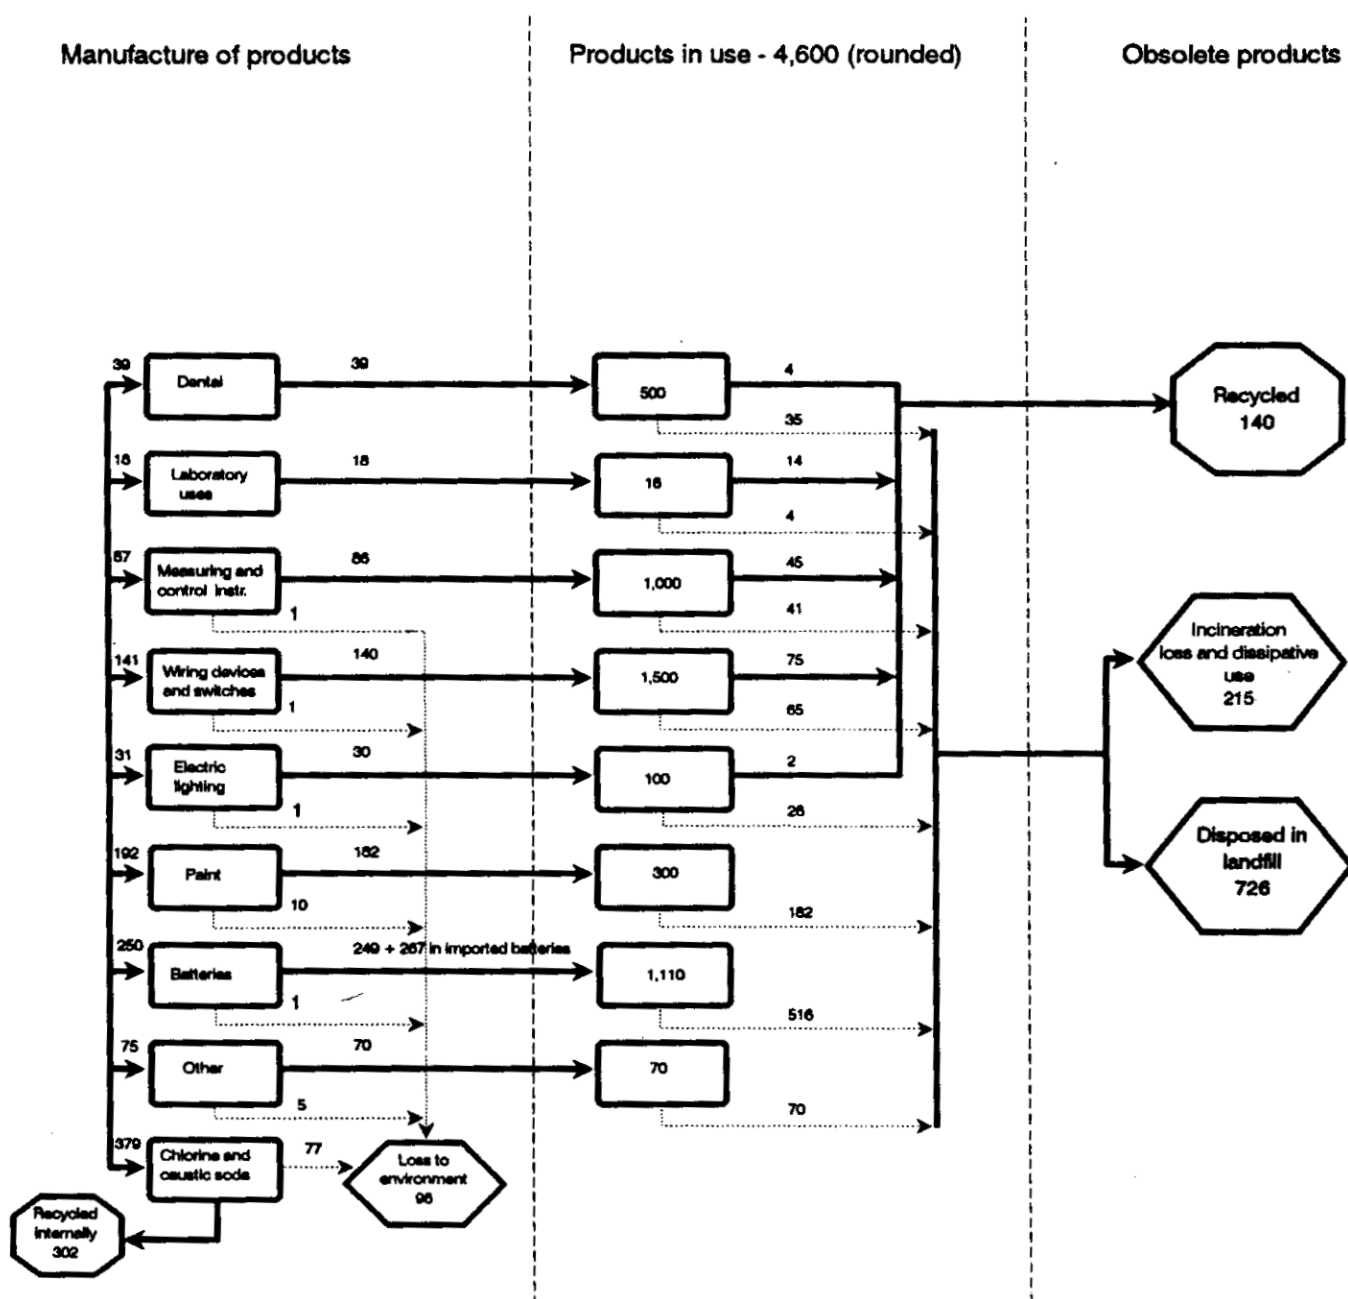 Manufacture of products
Products in use - 4,600 (rounded)
Obsolete products
39
Dental
39
500
4
35
Recycled
140
18
Laboratory
uses
18
18
14
4
87
Measuring and
control instr.
86
1
1,000
45
41
141
Wiring devices
and switches
140
1
1,500
75
65
Incineration
loss and dissipative
use
215
31
Electric
lighting
30
1
100
2
28
192
Paint
182
10
300
182
Disposed in
landfill
726
250
Batteries
249 + 267 in imported batteries
1
1,110
516
75
Other
70
5
70
70
379
Chlorine and
caustic soda
77
Loss to
environment
96
Recycled
internally
302